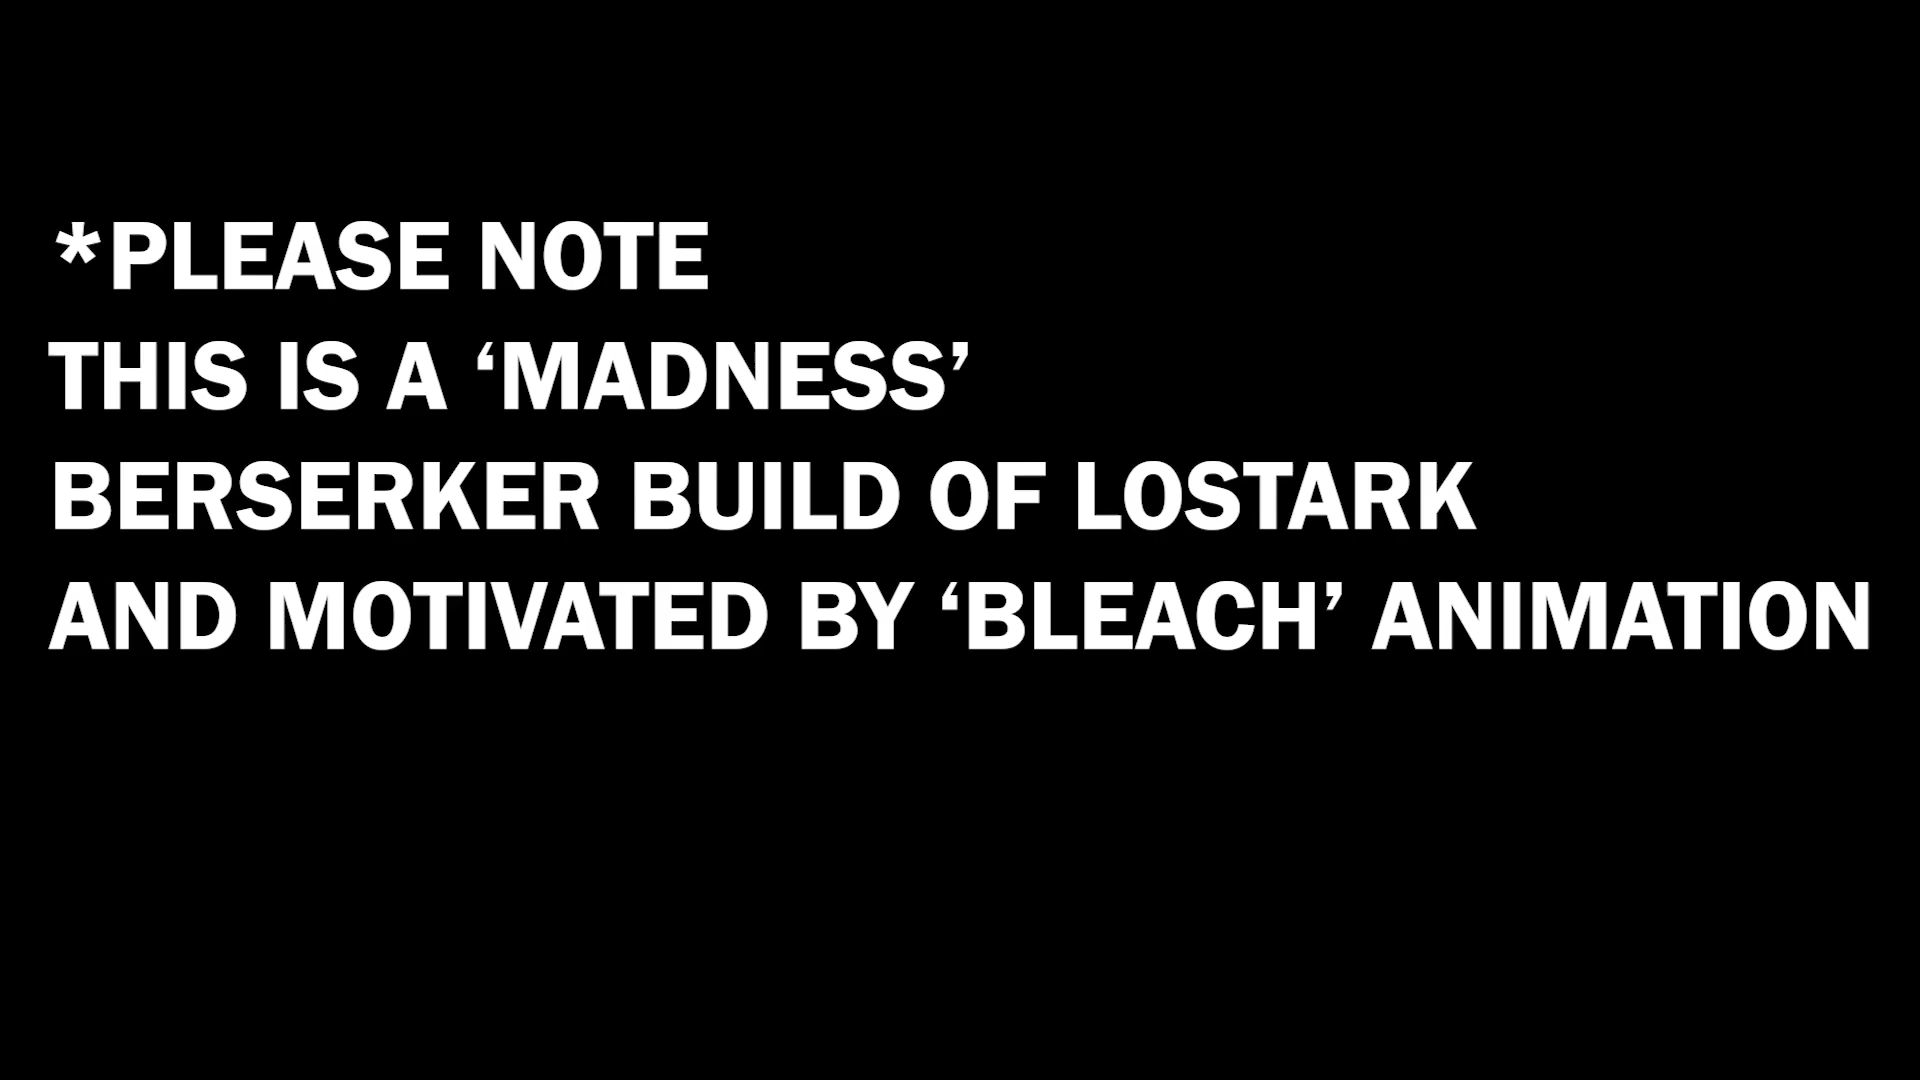 *PLEASE NOTE
THIS IS A ‘MADNESS’
BERSERKER BUILD OF LOSTARK
AND MOTIVATED BY ‘BLEACH’ ANIMATION